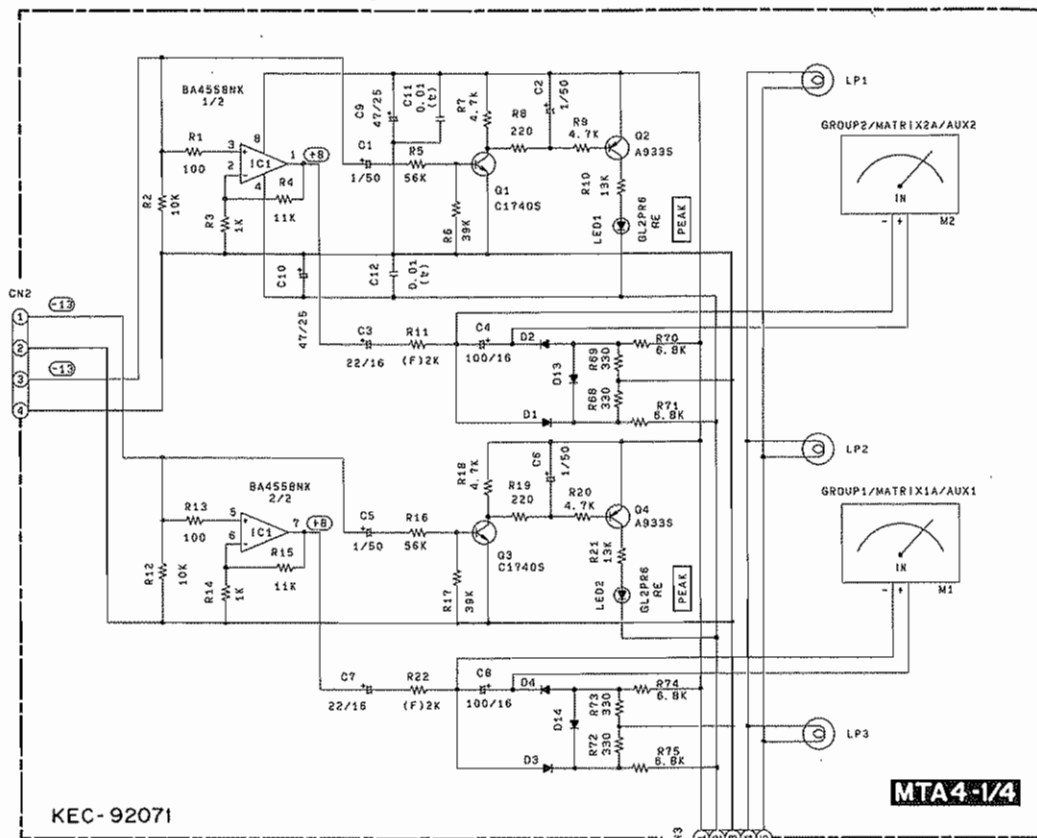 BA4558NK
1/2
R1
100
R2
10K
3
2
8
4
IC1
1
+8
R3
1K
R4
11K
C9
47/25
C11
0.01
(t)
C1
1/50
R5
56K
R7
4.7K
R8
220
C2
1/50
R9
4.7K
Q2
A933S
Q1
C1740S
R6
39K
R10
13K
LED1
GL2PR6
RE
PEAK
C10
47/25
C12
0.01
(t)
LP1
GROUP2/MATRIX2A/AUX2
IN
- +
M2
CN2
1
-13
2
3
-13
4
C3
22/16
R11
(F)2K
C4
100/16
D2
D13
D1
R69
330
R68
330
R70
6.8K
R71
6.8K
LP2
BA4558NK
2/2
R13
100
R12
10K
5
6
IC1
7
+8
R14
1K
R15
11K
C5
1/50
R16
56K
R18
4.7K
R19
220
C6
1/50
R20
4.7K
Q4
A933S
Q3
C1740S
R17
39K
R21
13K
LED2
GL2PR6
RE
PEAK
GROUP1/MATRIX1A/AUX1
IN
- +
M1
C7
22/16
R22
(F)2K
C8
100/16
D4
D14
D3
R73
330
R72
330
R74
6.8K
R75
6.8K
LP3
KEC-92071
MTA4-1/4